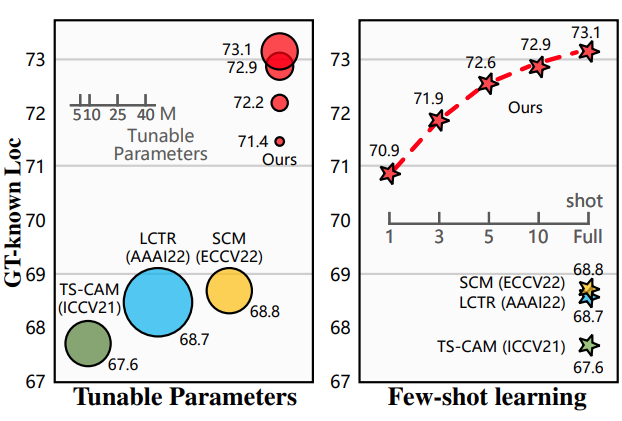 GT-known Loc
73
72
71
70
69
68
67
73.1
72.9
72.2
71.4
Ours
5 10 25 40 M
Tunable
Parameters
LCTR
(AAAI22)
SCM
(ECCV22)
TS-CAM
(ICCV21)
68.8
68.7
67.6
Tunable Parameters
73
72
71
70
69
68
67
73.1
72.9
72.6
71.9
70.9
Ours
shot
1 3 5 10 Full
68.8
SCM (ECCV22)
LCTR (AAAI22)
68.7
TS-CAM (ICCV21)
67.6
Few-shot learning